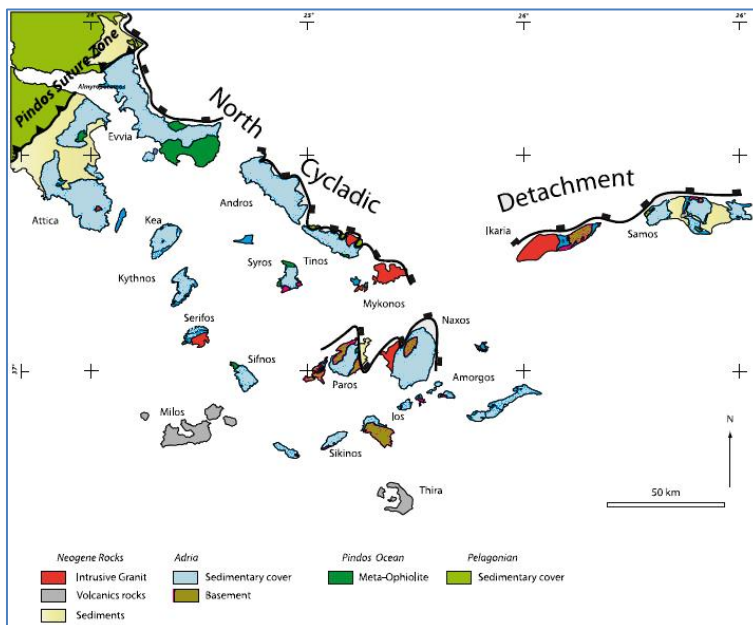 24°
25°
26°
26°
Pindos Suture Zone
Almyropotamos
North
Cycladic
Detachment
Evvia
Attica
Andros
Ikaria
Samos
Kea
Tinos
Syros
Kythnos
Mykonos
Serifos
Naxos
37°
Sifnos
Paros
Amorgos
Milos
Ios
Sikinos
N
Thira
50 km
Neogene Rocks
Adria
Pindos Ocean
Pelagonian
Intrusive Granit
Sedimentary cover
Meta-Ophiolite
Sedimentary cover
Volcanics rocks
Basement
Sediments